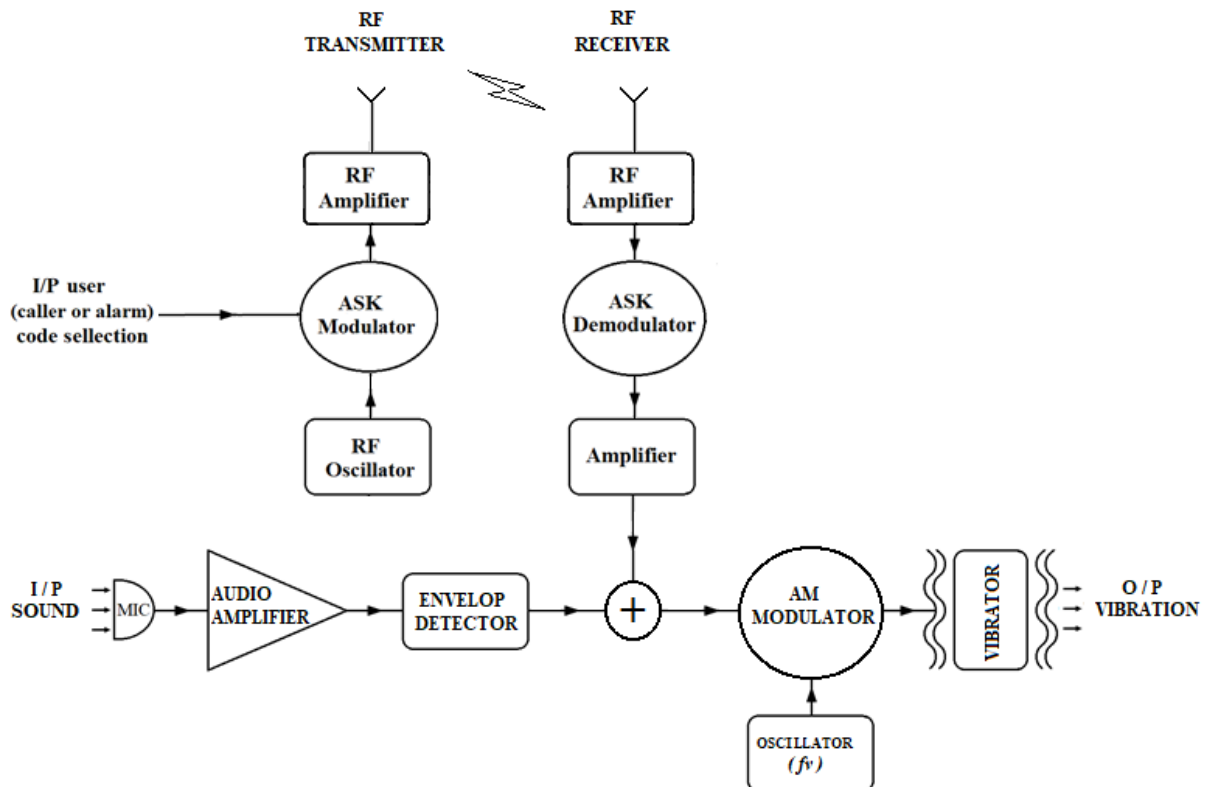 RF
TRANSMITTER
RF
RECEIVER
RF
Amplifier
RF
Amplifier
I/P user
(caller or alarm)
code sellection
ASK
Modulator
ASK
Demodulator
RF
Oscillator
Amplifier
I / P
SOUND
MIC
AUDIO
AMPLIFIER
ENVELOP
DETECTOR
+
AM
MODULATOR
VIBRATOR
O / P
VIBRATION
OSCILLATOR
(fv)